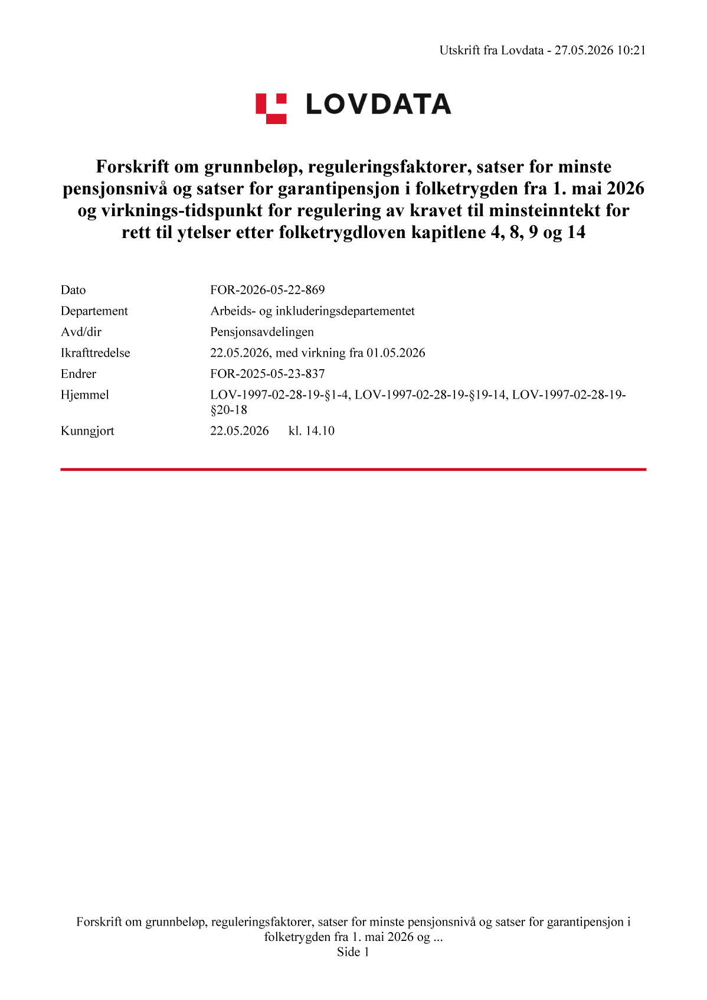 Utskrift fra Lovdata - 27.05.2026 10:21
LOVDATA
Forskrift om grunnbeløp, reguleringsfaktorer, satser for minste
pensjonsnivå og satser for garantipensjon i folketrygden fra 1. mai 2026
og virknings-tidspunkt for regulering av kravet til minsteinntekt for
rett til ytelser etter folketrygdloven kapitlene 4, 8, 9 og 14
Dato FOR-2026-05-22-869
Departement Arbeids- og inkluderingsdepartementet
Avd/dir Pensjonsavdelingen
Ikrafttredelse 22.05.2026, med virkning fra 01.05.2026
Endrer FOR-2025-05-23-837
Hjemmel LOV-1997-02-28-19-§1-4, LOV-1997-02-28-19-§19-14, LOV-1997-02-28-19-
§20-18
Kunngjort 22.05.2026 kl. 14.10
Forskrift om grunnbeløp, reguleringsfaktorer, satser for minste pensjonsnivå og satser for garantipensjon i
folketrygden fra 1. mai 2026 og ...
Side 1